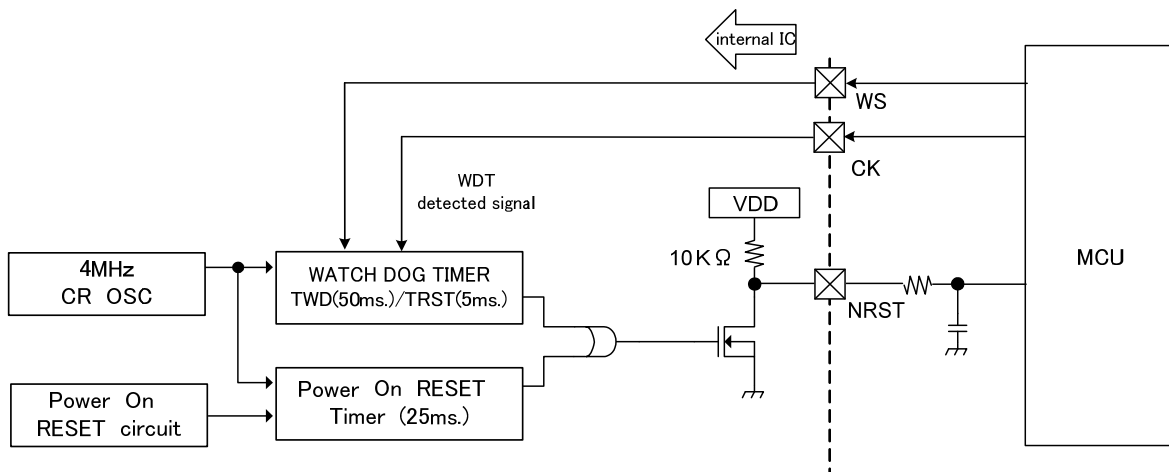 internal IC
WS
CK
WDT
detected signal
VDD
10KΩ
4MHz
CR OSC
WATCH DOG TIMER
TWD(50ms.)/TRST(5ms.)
NRST
MCU
Power On
RESET circuit
Power On RESET
Timer (25ms.)